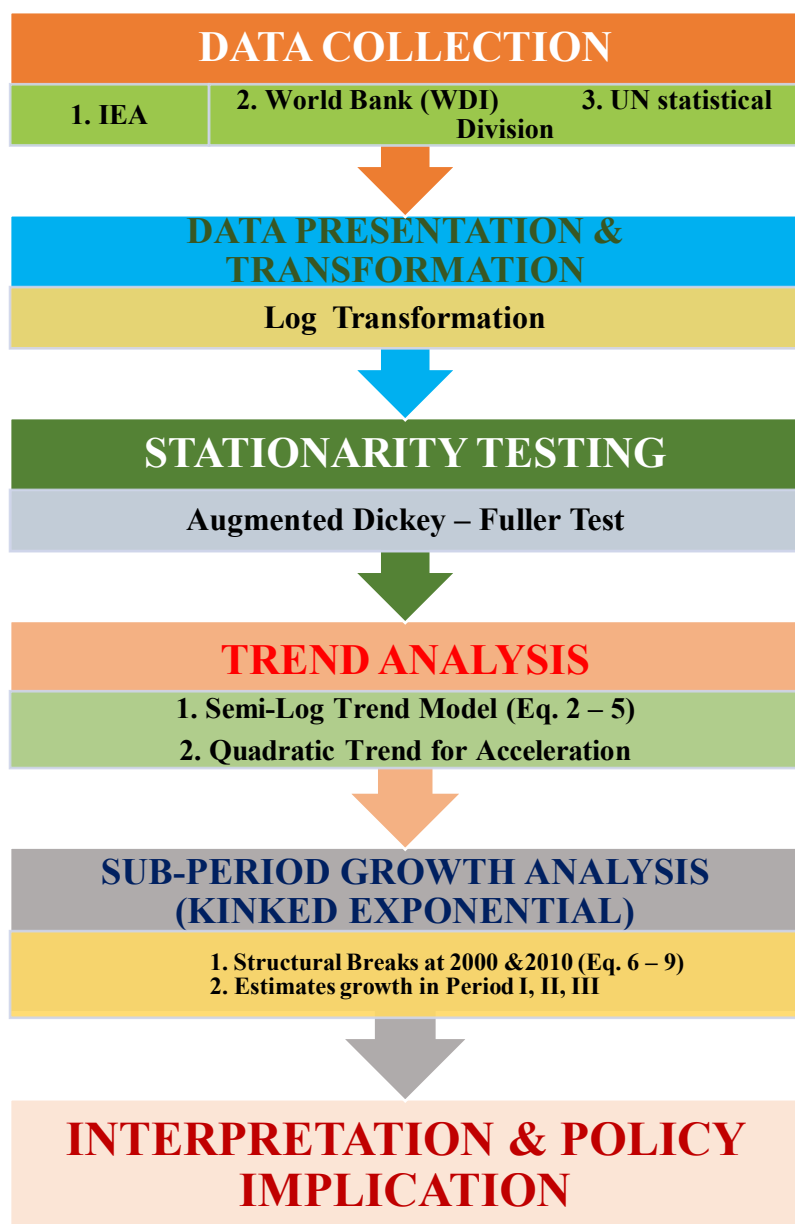 DATA COLLECTION
1. IEA
2. World Bank (WDI) 3. UN statistical
Division
DATA PRESENTATION &
TRANSFORMATION
Log Transformation
STATIONARITY TESTING
Augmented Dickey – Fuller Test
TREND ANALYSIS
1. Semi-Log Trend Model (Eq. 2 – 5)
2. Quadratic Trend for Acceleration
SUB-PERIOD GROWTH ANALYSIS
(KINKED EXPONENTIAL)
1. Structural Breaks at 2000 &2010 (Eq. 6 – 9)
2. Estimates growth in Period I, II, III
INTERPRETATION & POLICY
IMPLICATION